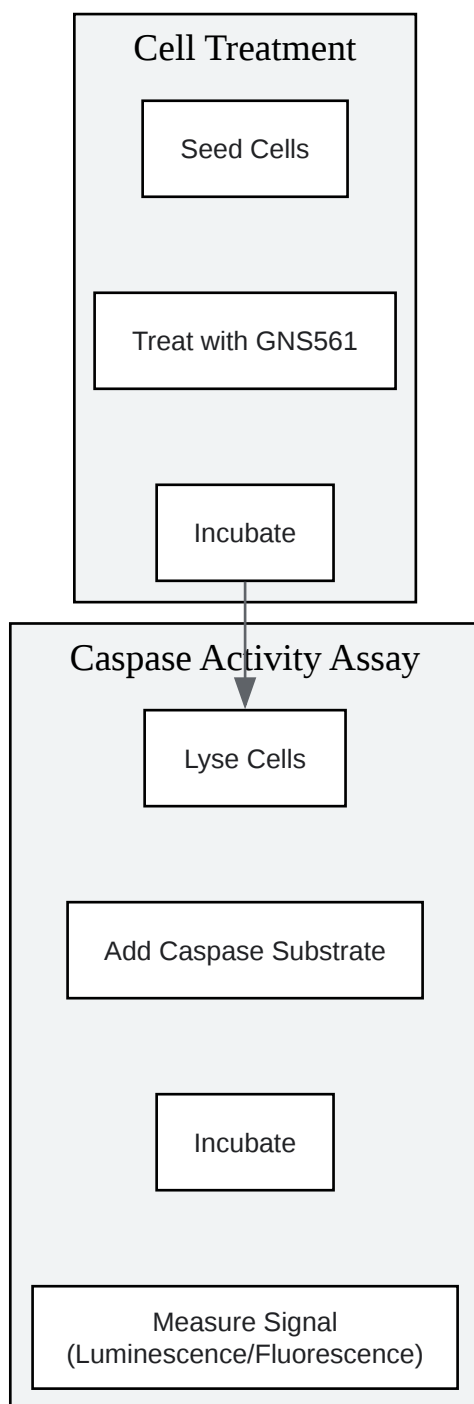 Cell Treatment
Seed Cells
Treat with GNS561
Incubate
Caspase Activity Assay
Lyse Cells
Add Caspase Substrate
Incubate
Measure Signal
(Luminescence/Fluorescence)